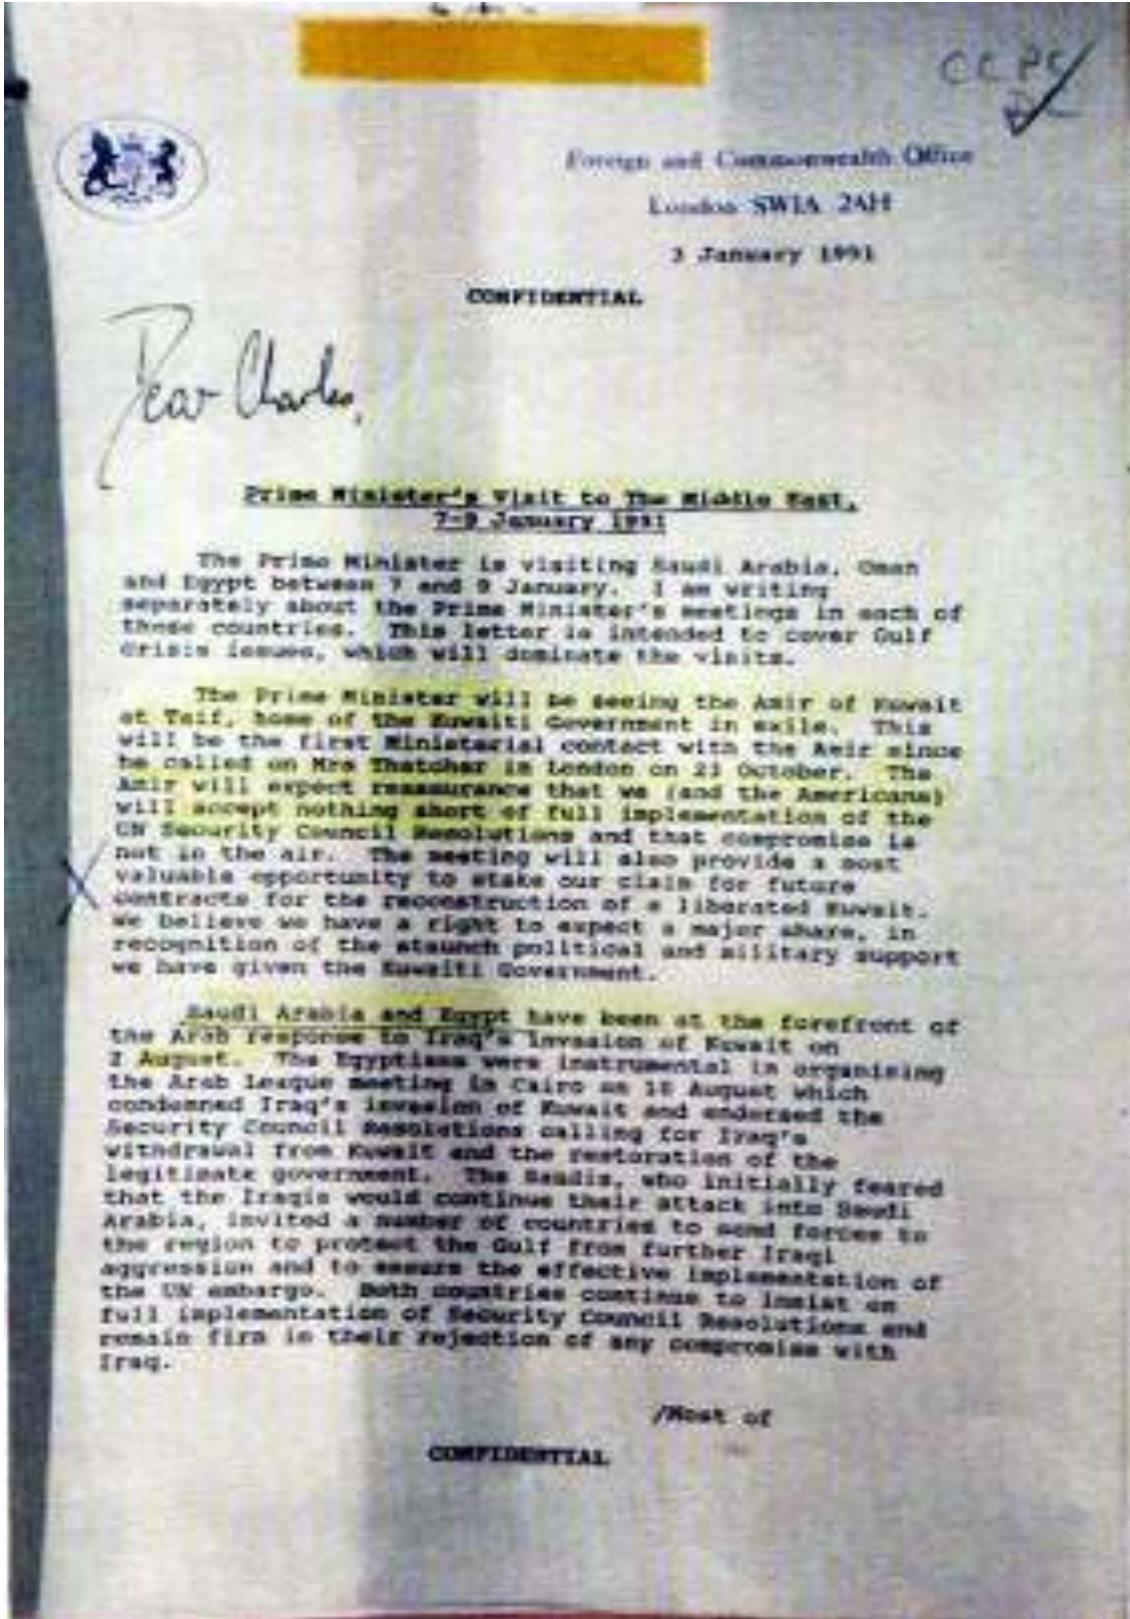 CC PC
Foreign and Commonwealth Office
London SW1A 2AH
3 January 1991
CONFIDENTIAL
Dear Charles,
Prime Minister's Visit to The Middle East,
7-9 January 1991
The Prime Minister is visiting Saudi Arabia, Oman
and Egypt between 7 and 9 January. I am writing
separately about the Prime Minister's meetings in each of
those countries. This letter is intended to cover Gulf
Crisis issues, which will dominate the visits.
The Prime Minister will be seeing the Amir of Kuwait
at Taif, home of the Kuwaiti Government in exile. This
will be the first Ministerial contact with the Amir since
he called on Mrs Thatcher in London on 23 October. The
Amir will expect reassurance that we (and the Americans)
will accept nothing short of full implementation of the
UN Security Council Resolutions and that compromise is
not in the air. The meeting will also provide a most
valuable opportunity to stake our claim for future
contracts for the reconstruction of a liberated Kuwait.
We believe we have a right to expect a major share, in
recognition of the staunch political and military support
we have given the Kuwaiti Government.
Saudi Arabia and Egypt have been at the forefront of
the Arab response to Iraq's invasion of Kuwait on
2 August. The Egyptians were instrumental in organising
the Arab League meeting in Cairo on 10 August which
condemned Iraq's invasion of Kuwait and endorsed the
Security Council Resolutions calling for Iraq's
withdrawal from Kuwait and the restoration of the
legitimate government. The Saudis, who initially feared
that the Iraqis would continue their attack into Saudi
Arabia, invited a number of countries to send forces to
the region to protect the Gulf from further Iraqi
aggression and to ensure the effective implementation of
the UN embargo. Both countries continue to insist on
full implementation of Security Council Resolutions and
remain firm in their rejection of any compromise with
Iraq.
/Most of
CONFIDENTIAL